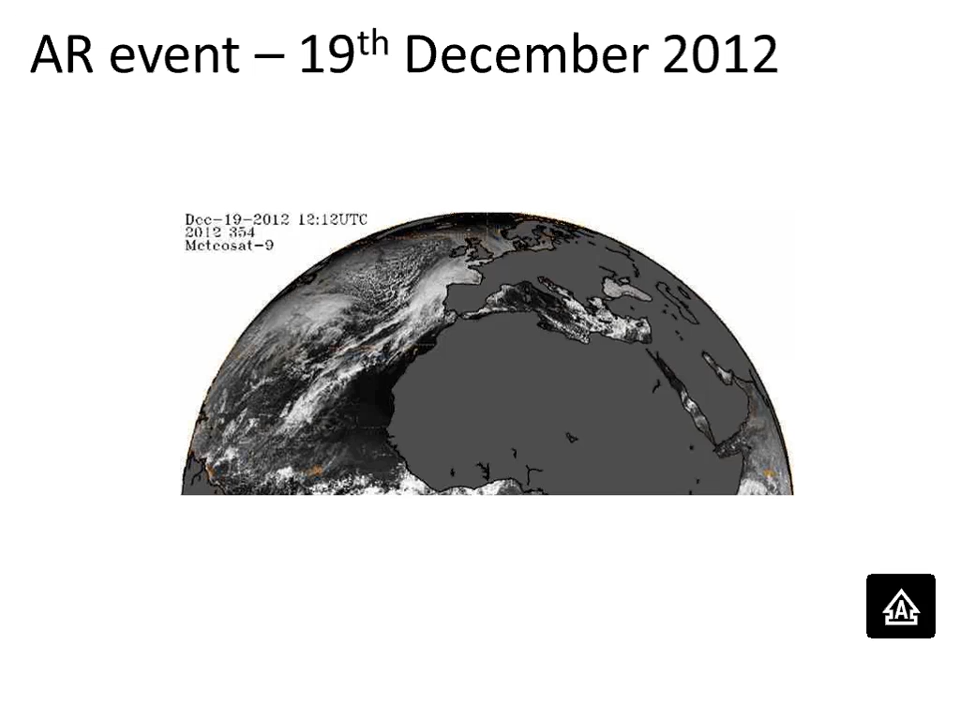 AR event – 19th December 2012
Dec-19-2012 12:12UTC
2012 354
Meteosat-9
A